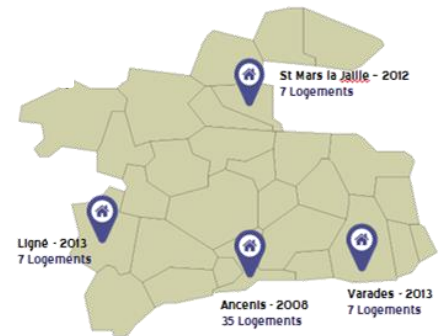 St Mars la Jaille - 2012
7 Logements
Ligné - 2013
7 Logements
Ancenis - 2008
35 Logements
Varades - 2013
7 Logements